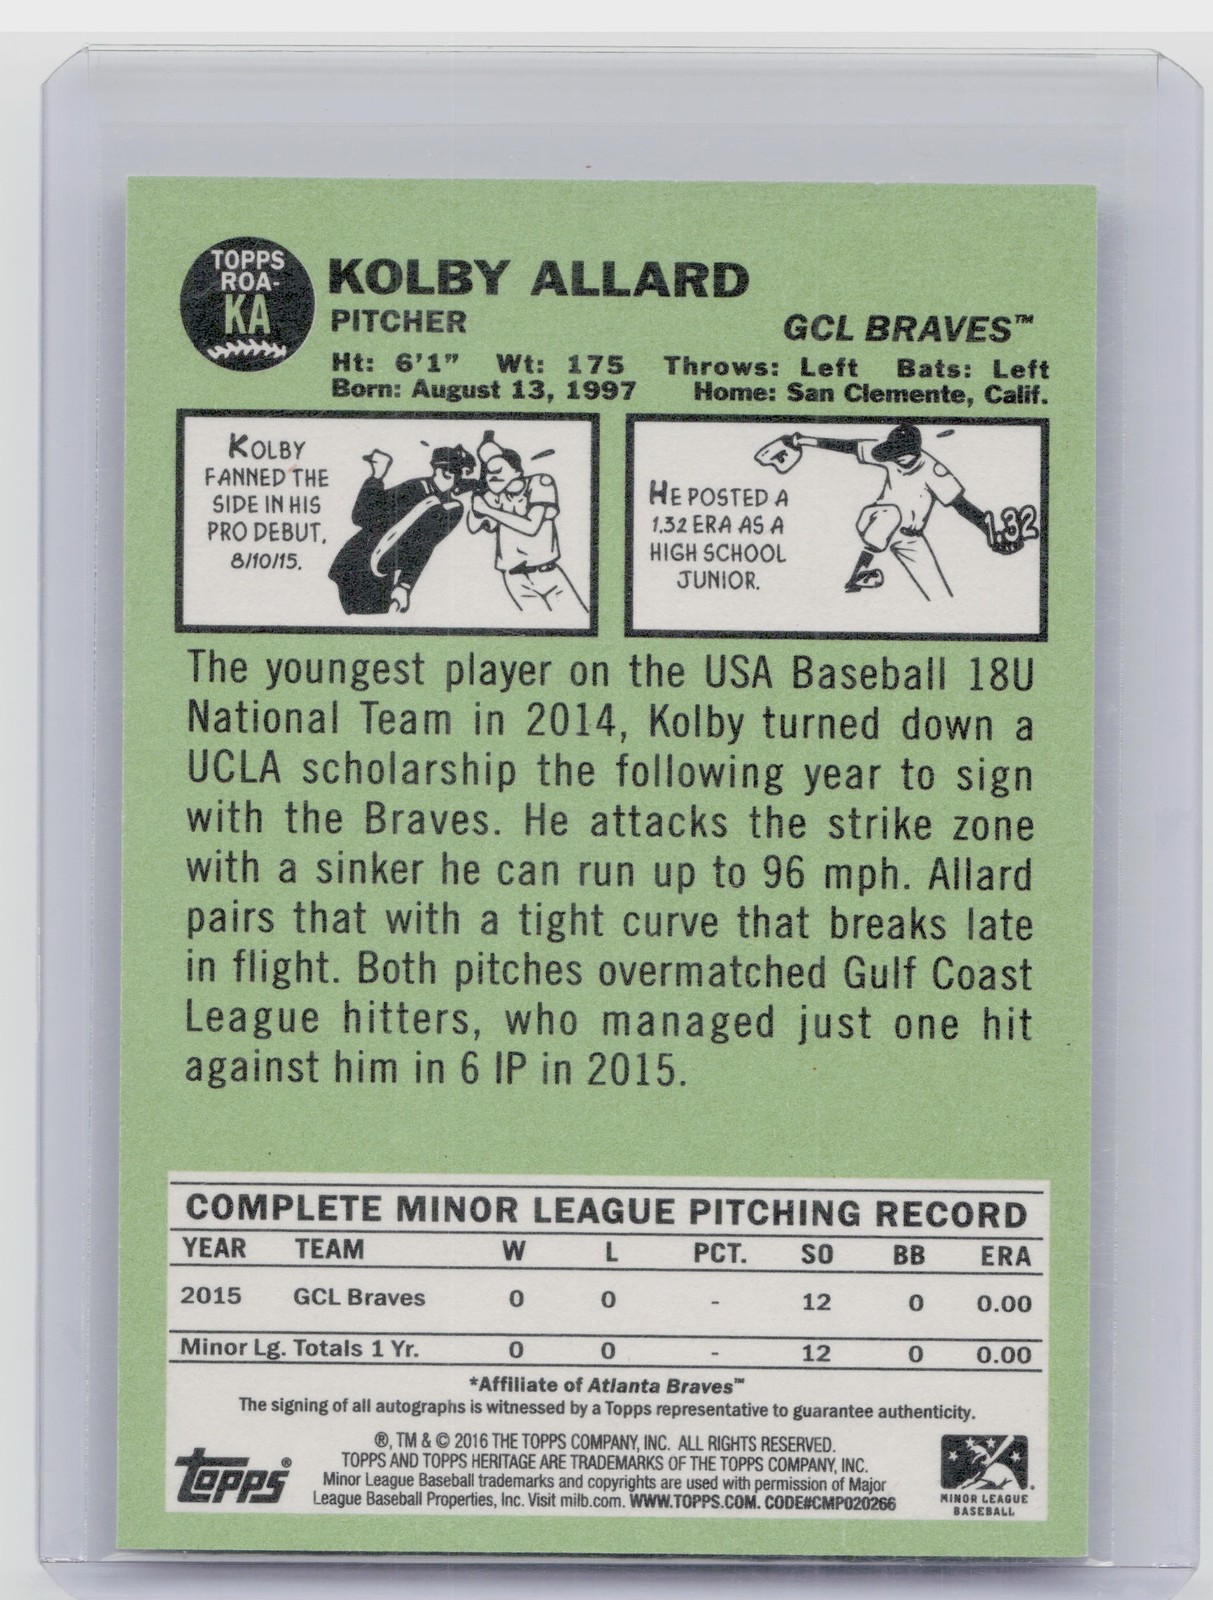 TOPPS
ROA-
KA
KOLBY ALLARD
PITCHER
GCL BRAVES™
Ht: 6'1" Wt: 175 Throws: Left Bats: Left
Born: August 13, 1997 Home: San Clemente, Calif.
KOLBY
FANNED THE
SIDE IN HIS
PRO DEBUT,
8/10/15.
HE POSTED A
1.32 ERA AS A
HIGH SCHOOL
JUNIOR.
1.32
The youngest player on the USA Baseball 18U
National Team in 2014, Kolby turned down a
UCLA scholarship the following year to sign
with the Braves. He attacks the strike zone
with a sinker he can run up to 96 mph. Allard
pairs that with a tight curve that breaks late
in flight. Both pitches overmatched Gulf Coast
League hitters, who managed just one hit
against him in 6 IP in 2015.
COMPLETE MINOR LEAGUE PITCHING RECORD
YEAR TEAM W L PCT. SO BB ERA
2015 GCL Braves 0 0 - 12 0 0.00
Minor Lg. Totals 1 Yr. 0 0 - 12 0 0.00
*Affiliate of Atlanta Braves™
The signing of all autographs is witnessed by a Topps representative to guarantee authenticity.
®, TM & © 2016 THE TOPPS COMPANY, INC. ALL RIGHTS RESERVED.
TOPPS AND TOPPS HERITAGE ARE TRADEMARKS OF THE TOPPS COMPANY, INC.
Minor League Baseball trademarks and copyrights are used with permission of Major
League Baseball Properties, Inc. Visit milb.com. WWW.TOPPS.COM. CODE#CMP020266
topps®
MINOR LEAGUE
BASEBALL